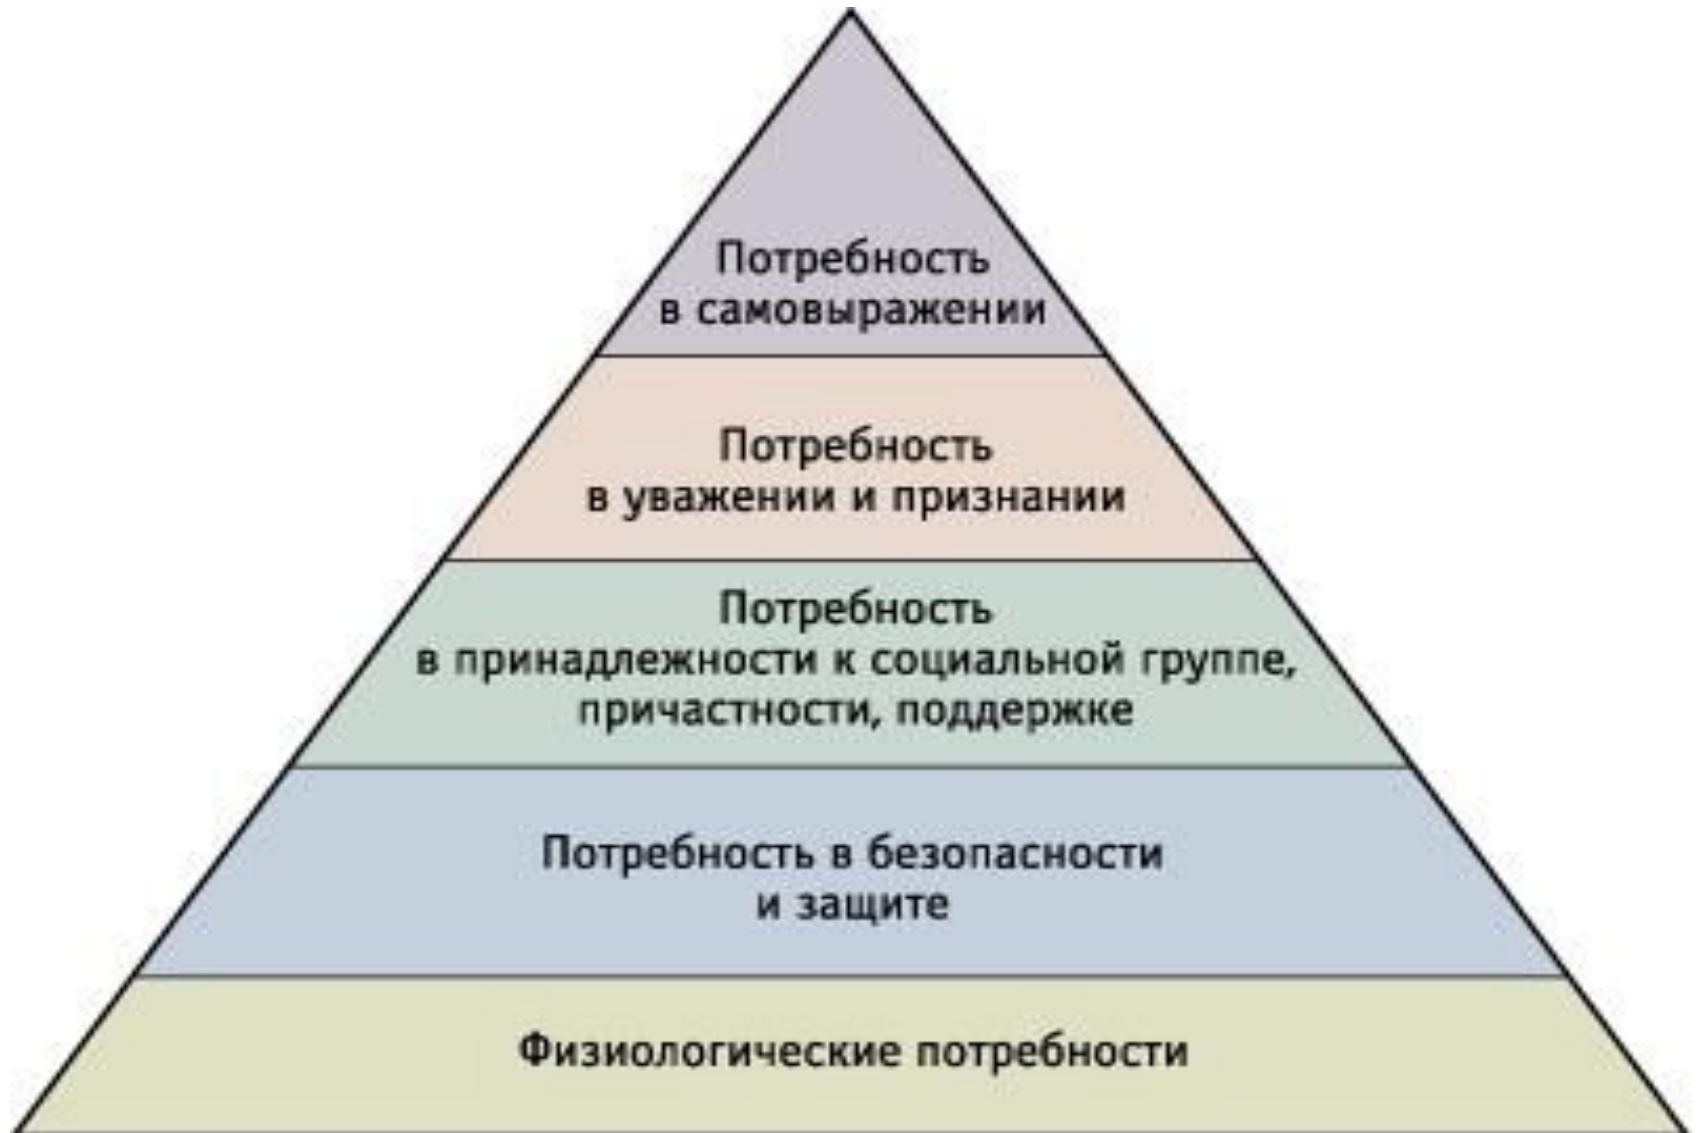 Потребность
в самовыражении
Потребность
в уважении и признании
Потребность
в принадлежности к социальной группе,
причастности, поддержке
Потребность в безопасности
и защите
Физиологические потребности